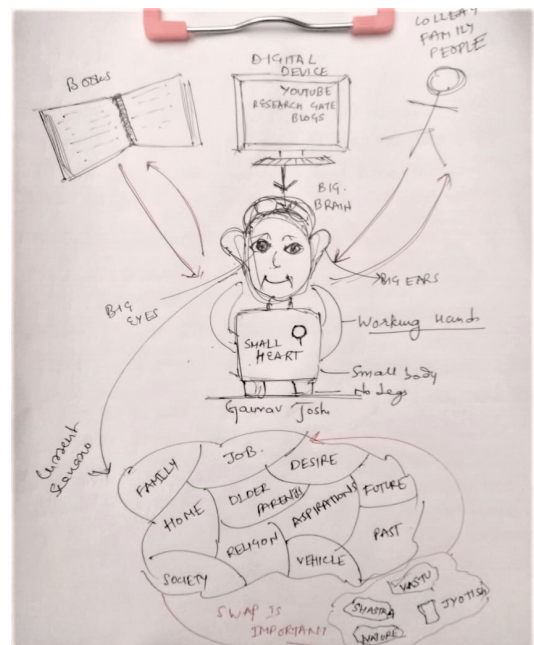 BOOKS
DIGITAL
DEVICE
YOUTUBE
RESEARCH GATE
BLOGS
FAMILY
PEOPLE
BIG.
BRAIN
BIG
EYES
BIG EARS
Working Hands
SMALL
HEART
Small body
No legs
Gaurav Joshi
Current
Scenario
FAMILY
JOB.
DESIRE
HOME
OLDER
PARENTS
ASPIRATIONS
FUTURE
RELIGION
PAST
SOCIETY
VEHICLE
VASTU
SHASTRA
JYOTISH
NATURE
SWAP IS
IMPORTANT